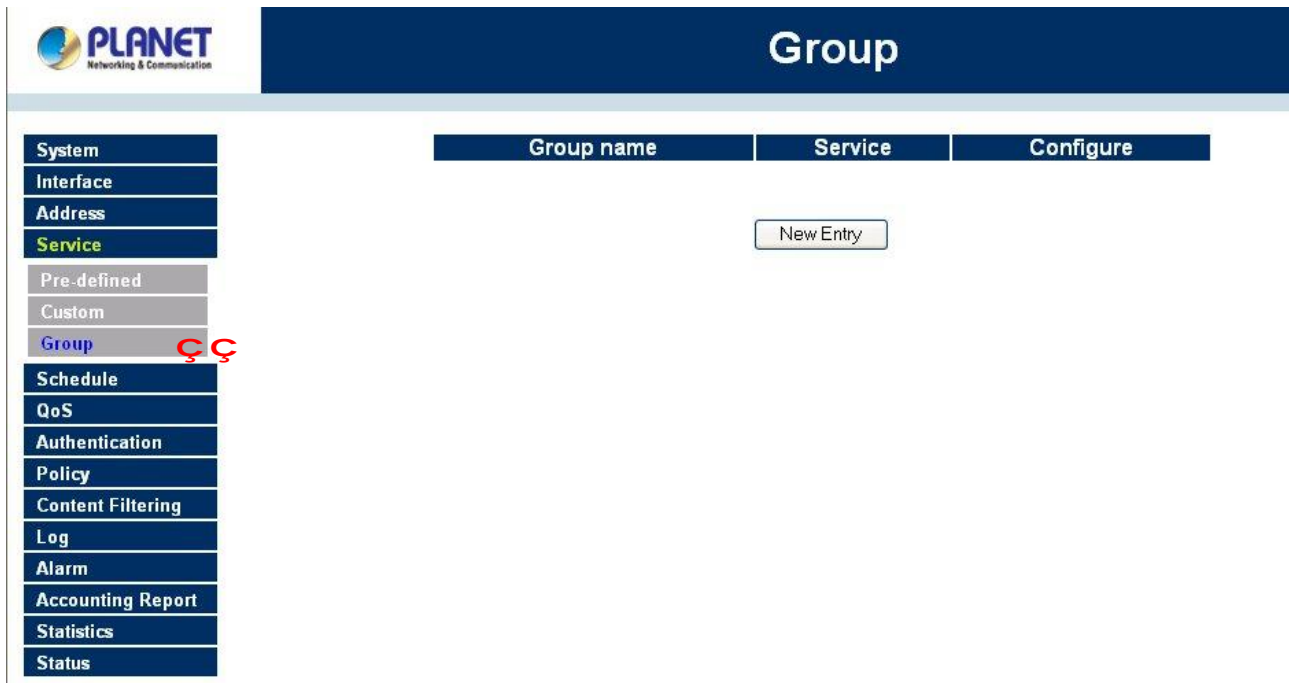 PLANET
Networking & Communication
Group
System
Interface
Address
Service
Pre-defined
Custom
Group ÇÇ
Schedule
QoS
Authentication
Policy
Content Filtering
Log
Alarm
Accounting Report
Statistics
Status
Group name Service Configure
New Entry